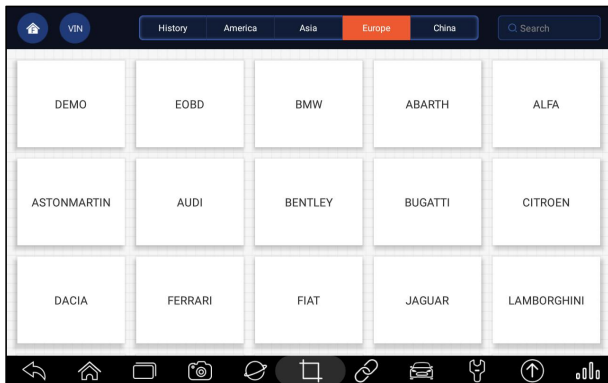 VIN
History America Asia Europe China
Search
DEMO EOBD BMW ABARTH ALFA
ASTONMARTIN AUDI BENTLEY BUGATTI CITROEN
DACIA FERRARI FIAT JAGUAR LAMBORGHINI